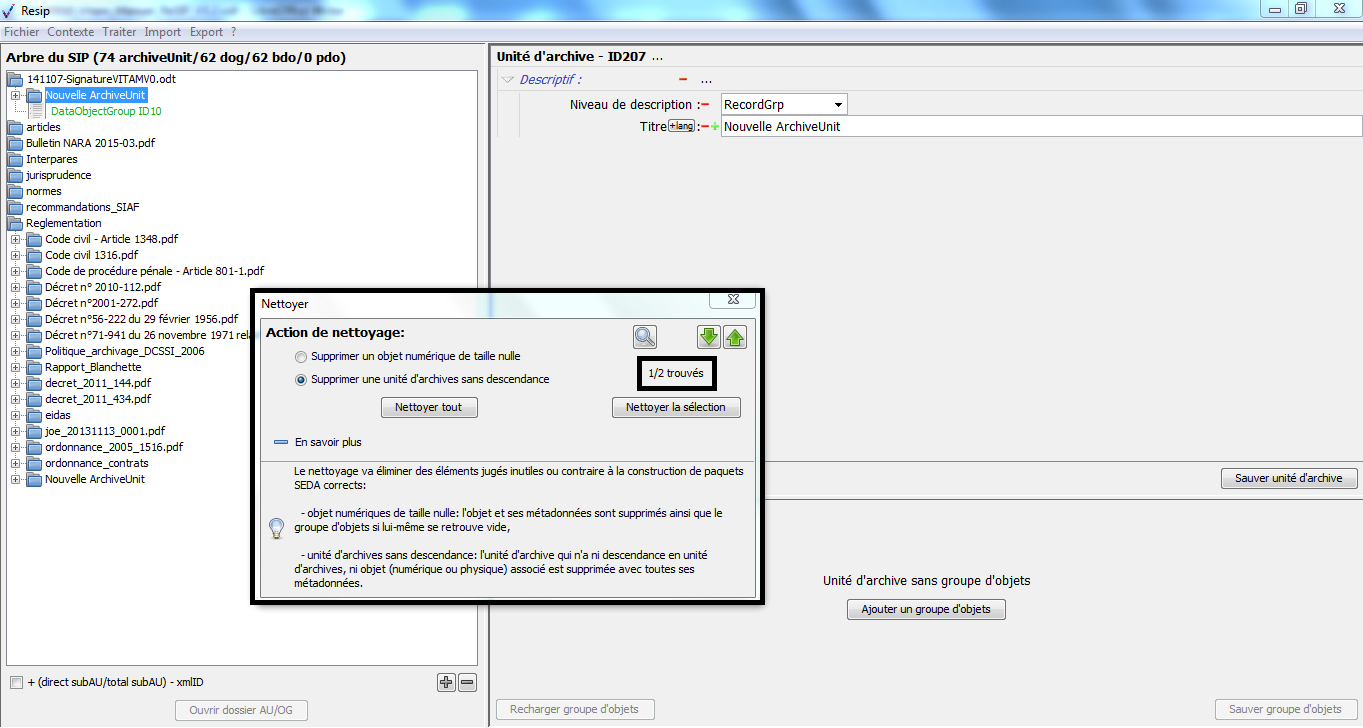 Resip
Fichier Contexte Traiter Import Export ?
Arbre du SIP (74 archiveUnit/62 dog/62 bdo/0 pdo)
141107-SignatureVITAMV0.odt
Nouvelle ArchiveUnit
DataObjectGroup ID10
articles
Bulletin NARA 2015-03.pdf
Interpares
jurisprudence
normes
recommandations_SIAF
Reglementation
Code civil - Article 1348.pdf
Code civil 1316.pdf
Code de procédure pénale - Article 801-1.pdf
Décret n° 2010-112.pdf
Décret n°2001-272.pdf
Décret n°56-222 du 29 février 1956.pdf
Décret n°71-941 du 26 novembre 1971 rela
Politique_archivage_DCSSI_2006
Rapport_Blanchette
decret_2011_144.pdf
decret_2011_434.pdf
eidas
joe_20131113_0001.pdf
ordonnance_2005_1516.pdf
ordonnance_contrats
Nouvelle ArchiveUnit
+ (direct subAU/total subAU) - xmlID
Ouvrir dossier AU/OG
Unité d'archive - ID207 ...
Descriptif : ...
Niveau de description : RecordGrp
Titre +lang : Nouvelle ArchiveUnit
Sauver unité d'archive
Unité d'archive sans groupe d'objets
Ajouter un groupe d'objets
Recharger groupe d'objets
Sauver groupe d'objets
Nettoyer
Action de nettoyage:
Supprimer un objet numérique de taille nulle
Supprimer une unité d'archives sans descendance
1/2 trouvés
Nettoyer tout
Nettoyer la sélection
En savoir plus
Le nettoyage va éliminer des éléments jugés inutiles ou contraire à la construction de paquets
SEDA corrects:
- objet numériques de taille nulle: l'objet et ses métadonnées sont supprimés ainsi que le
groupe d'objets si lui-même se retrouve vide,
- unité d'archives sans descendance: l'unité d'archive qui n'a ni descendance en unité
d'archives, ni objet (numérique ou physique) associé est supprimée avec toutes ses
métadonnées.